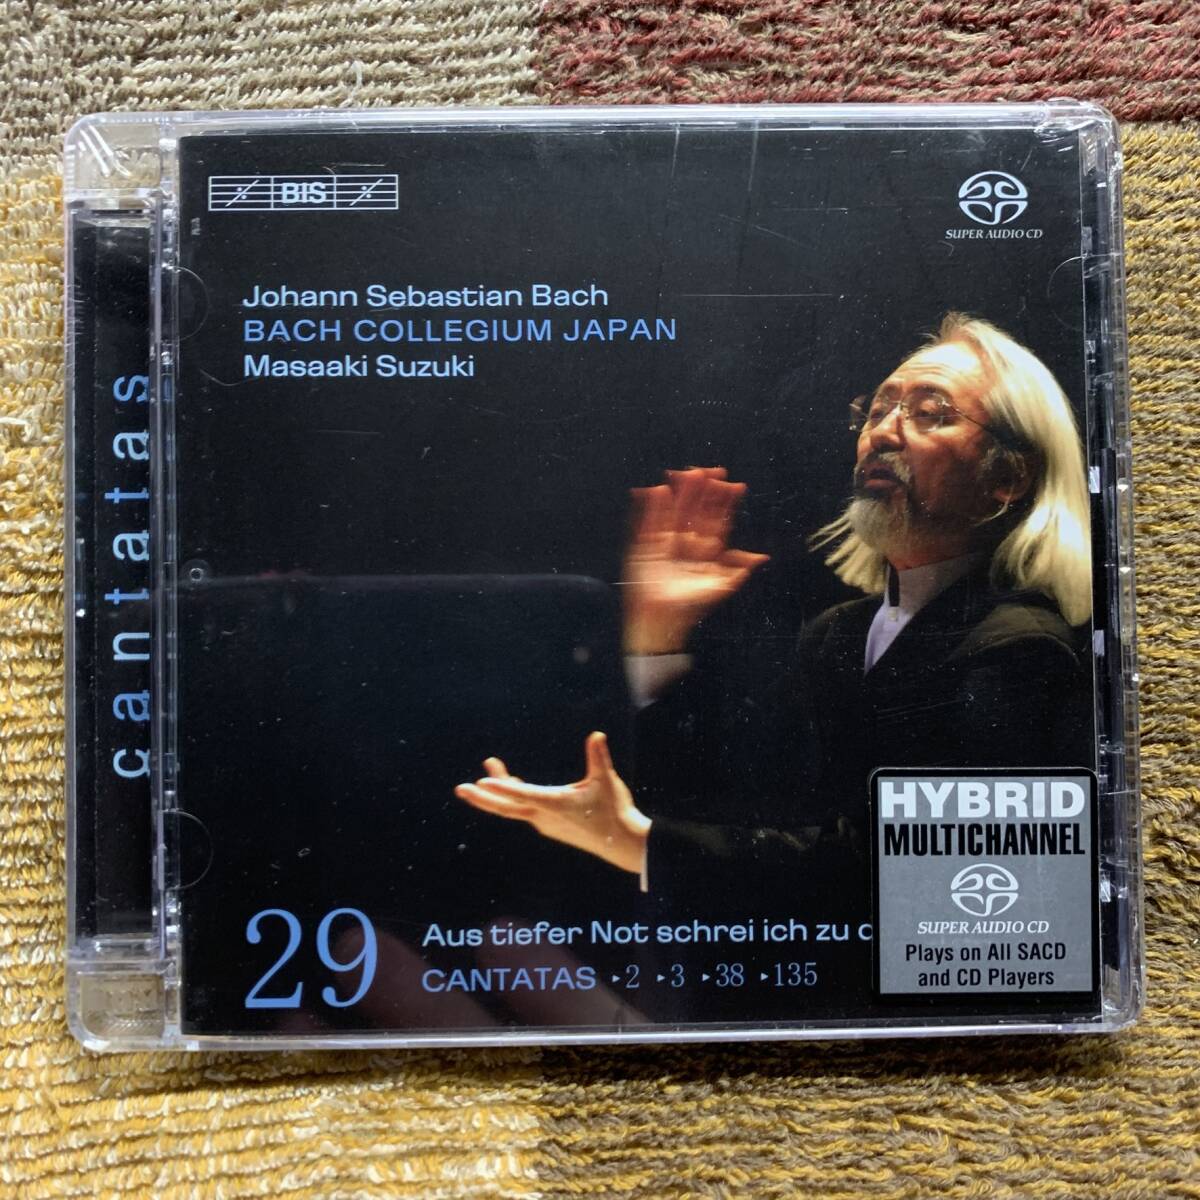 BIS
SUPER AUDIO CD
Johann Sebastian Bach
BACH COLLEGIUM JAPAN
Masaaki Suzuki
cantatas
HYBRID
MULTICHANNEL
SUPER AUDIO CD
Plays on All SACD
and CD Players
29
Aus tiefer Not schrei ich zu
CANTATAS ▸2 ▸3 ▸38 ▸135